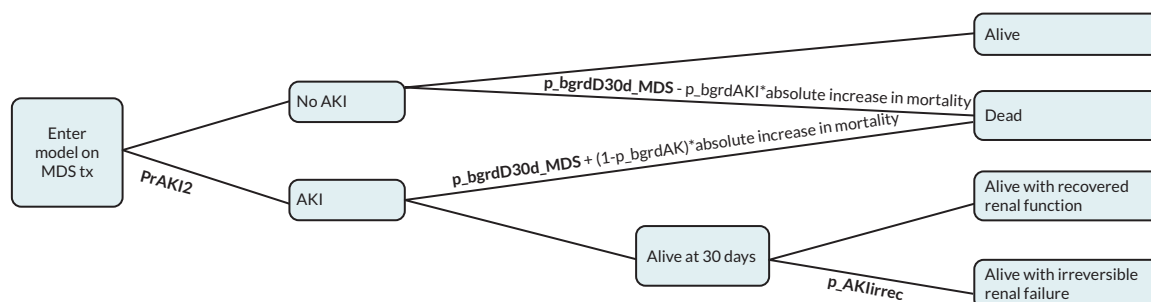 Alive
p_bgrdD30d_MDS - p_bgrdAKI*absolute increase in mortality
No AKI
Dead
Enter
model on
MDS tx
p_bgrdD30d_MDS + (1-p_bgrdAK)*absolute increase in mortality
PrAKI2
AKI
Alive with recovered
renal function
Alive at 30 days
p_AKIirrec
Alive with irreversible
renal failure